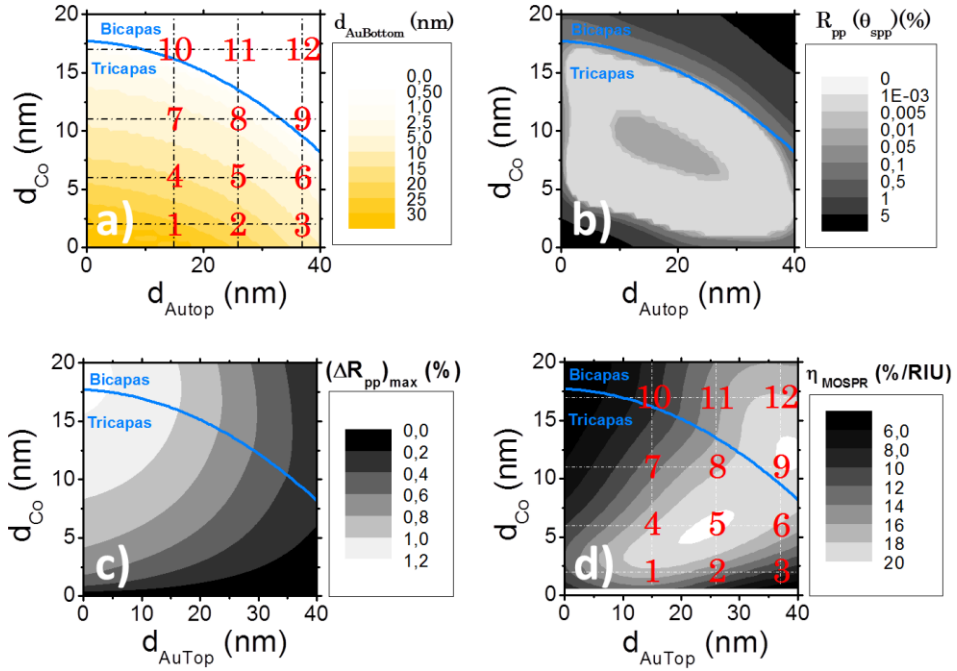 d_AuBottom (nm)
20
15
10
5
0
0
20
40
d_Co (nm)
d_Autop (nm)
Bicapas
Tricapas
10 11 12
7 8 9
4 5 6
1 2 3
a)
0,0
0,50
1,0
2,5
5,0
10
15
20
25
30
R_pp (θ_spp)(%)
20
15
10
5
0
0
20
40
d_Co (nm)
d_Autop (nm)
Bicapas
Tricapas
b)
0
1E-03
0,005
0,01
0,05
0,1
0,5
1
5
(ΔR_pp)_max (%)
20
15
10
5
0
0 10 20 30 40
d_Co (nm)
d_AuTop (nm)
Bicapas
Tricapas
c)
0,0
0,2
0,4
0,6
0,8
1,0
1,2
η_MOSPR (%/RIU)
20
15
10
5
0
0 10 20 30 40
d_Co (nm)
d_AuTop (nm)
Bicapas
Tricapas
10 11 12
7 8 9
4 5 6
1 2 3
d)
6,0
8,0
10
12
14
16
18
20